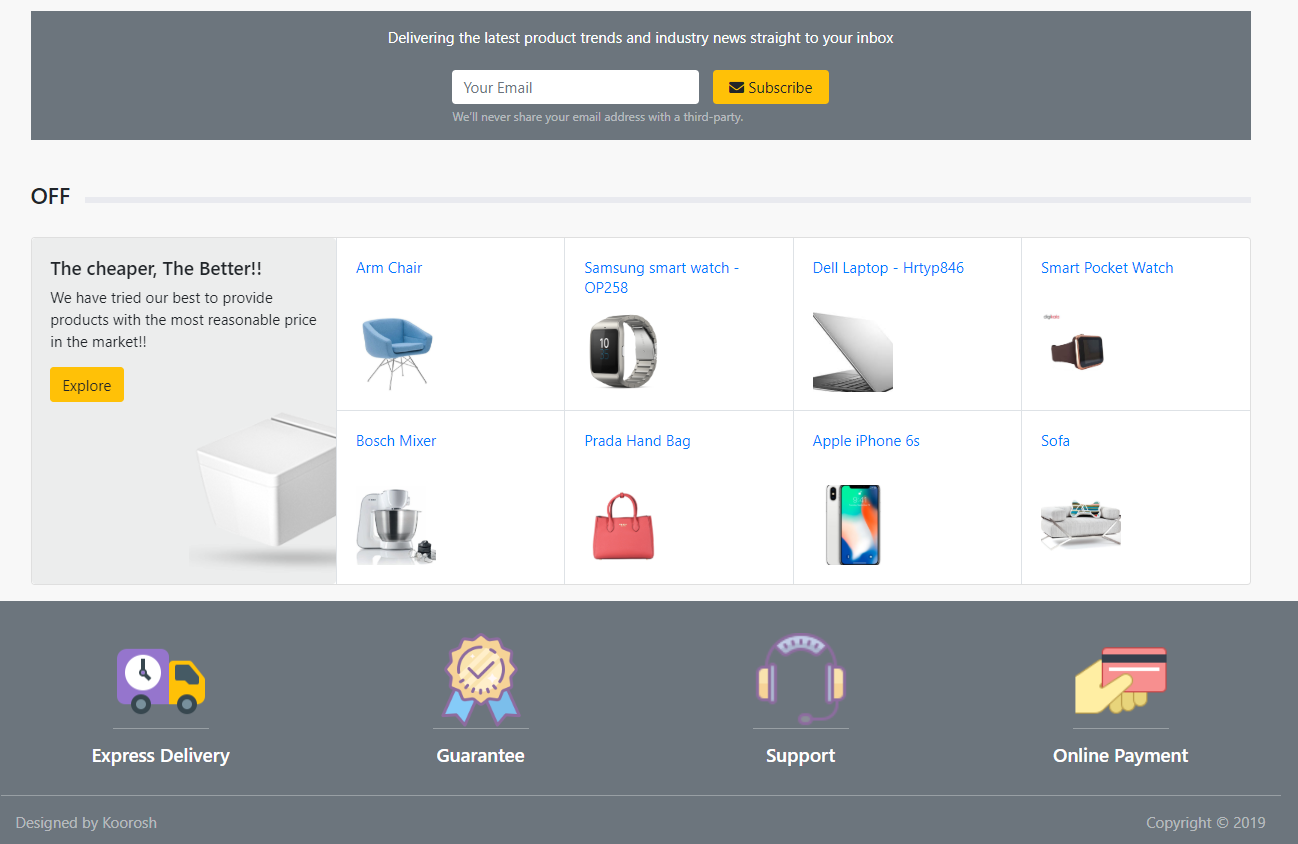 Delivering the latest product trends and industry news straight to your inbox
Your Email
Subscribe
We'll never share your email address with a third-party.
OFF
The cheaper, The Better!!
We have tried our best to provide
products with the most reasonable price
in the market!!
Explore
Arm Chair
Samsung smart watch -
OP258
10
Dell Laptop - Hrtyp846
Smart Pocket Watch
Bosch Mixer
Prada Hand Bag
Apple iPhone 6s
Sofa
Express Delivery
Guarantee
Support
Online Payment
Designed by Koorosh
Copyright © 2019